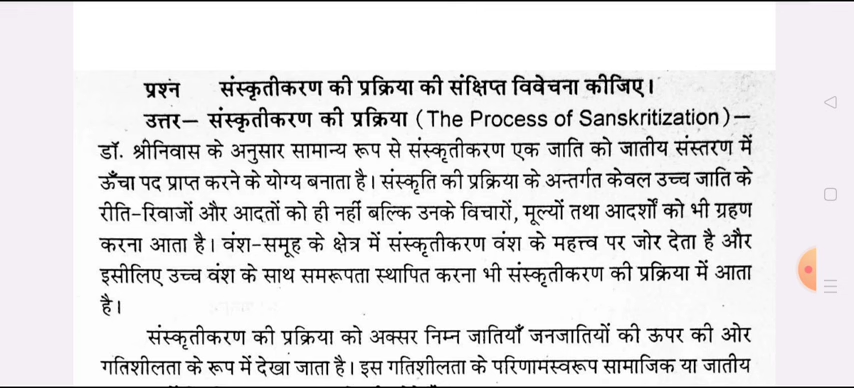 प्रश्न संस्कृतीकरण की प्रक्रिया की संक्षिप्त विवेचना कीजिए।
उत्तर— संस्कृतीकरण की प्रक्रिया (The Process of Sanskritization)—
डॉ. श्रीनिवास के अनुसार सामान्य रूप से संस्कृतीकरण एक जाति को जातीय संस्तरण में
ऊँचा पद प्राप्त करने के योग्य बनाता है। संस्कृति की प्रक्रिया के अन्तर्गत केवल उच्च जाति के
रीति-रिवाजों और आदतों को ही नहीं बल्कि उनके विचारों, मूल्यों तथा आदर्शों को भी ग्रहण
करना आता है। वंश-समूह के क्षेत्र में संस्कृतीकरण वंश के महत्त्व पर जोर देता है और
इसीलिए उच्च वंश के साथ समरूपता स्थापित करना भी संस्कृतीकरण की प्रक्रिया में आता
है।
संस्कृतीकरण की प्रक्रिया को अक्सर निम्न जातियाँ जनजातियों की ऊपर की ओर
गतिशीलता के रूप में देखा जाता है। इस गतिशीलता के परिणामस्वरूप सामाजिक या जातीय